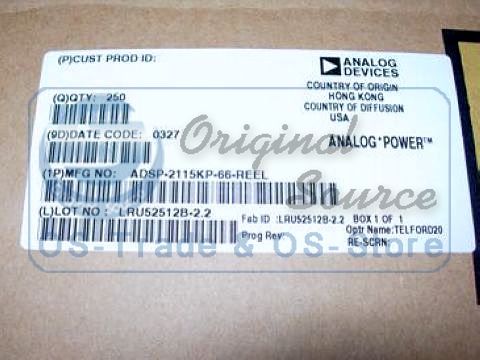 (P)CUST PROD ID:
ANALOG
DEVICES
COUNTRY OF ORIGIN
HONG KONG
COUNTRY OF DIFFUSION
USA
(Q)QTY: 250
(9D)DATE CODE: 0327
ANALOG+POWER™
Original
Source
(1P)MFG NO: ADSP-2115KP-66-REEL
(L)LOT NO : LRU52512B-2.2
Fab ID :LRU52512B-2.2 BOX 1 OF 1
Prog Rev: Optr Name:TELFORD20
RE-SCRN:
OS-Trade & OS-Store